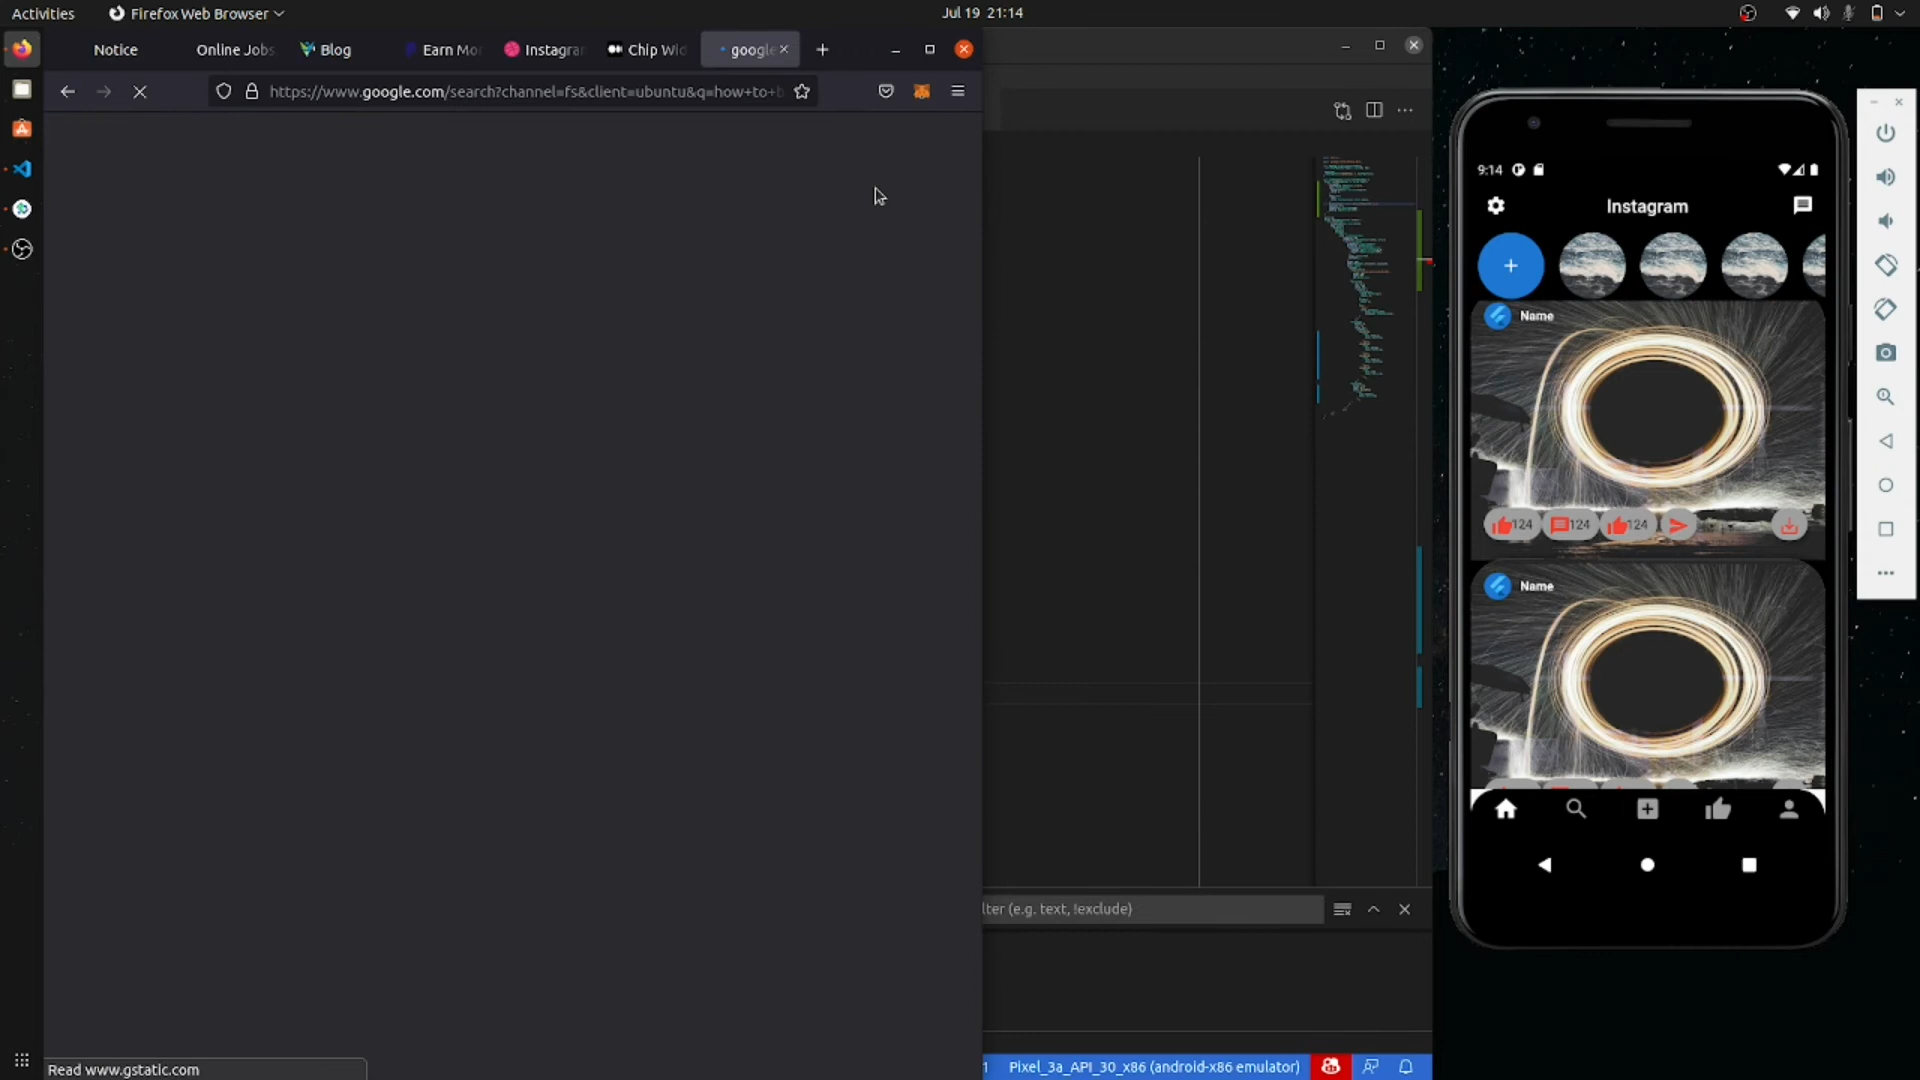 Activities
Firefox Web Browser
Jul 19 21:14
Notice
Online Jobs
Blog
Earn Mo
Instagra
Chip Wi
google
https://www.google.com/search?channel=fs&client=ubuntu&q=how+to+b
9:14
Instagram
Name
124
124
124
Name
lter (e.g. text, !exclude)
Read www.gstatic.com
Pixel_3a_API_30_x86 (android-x86 emulator)